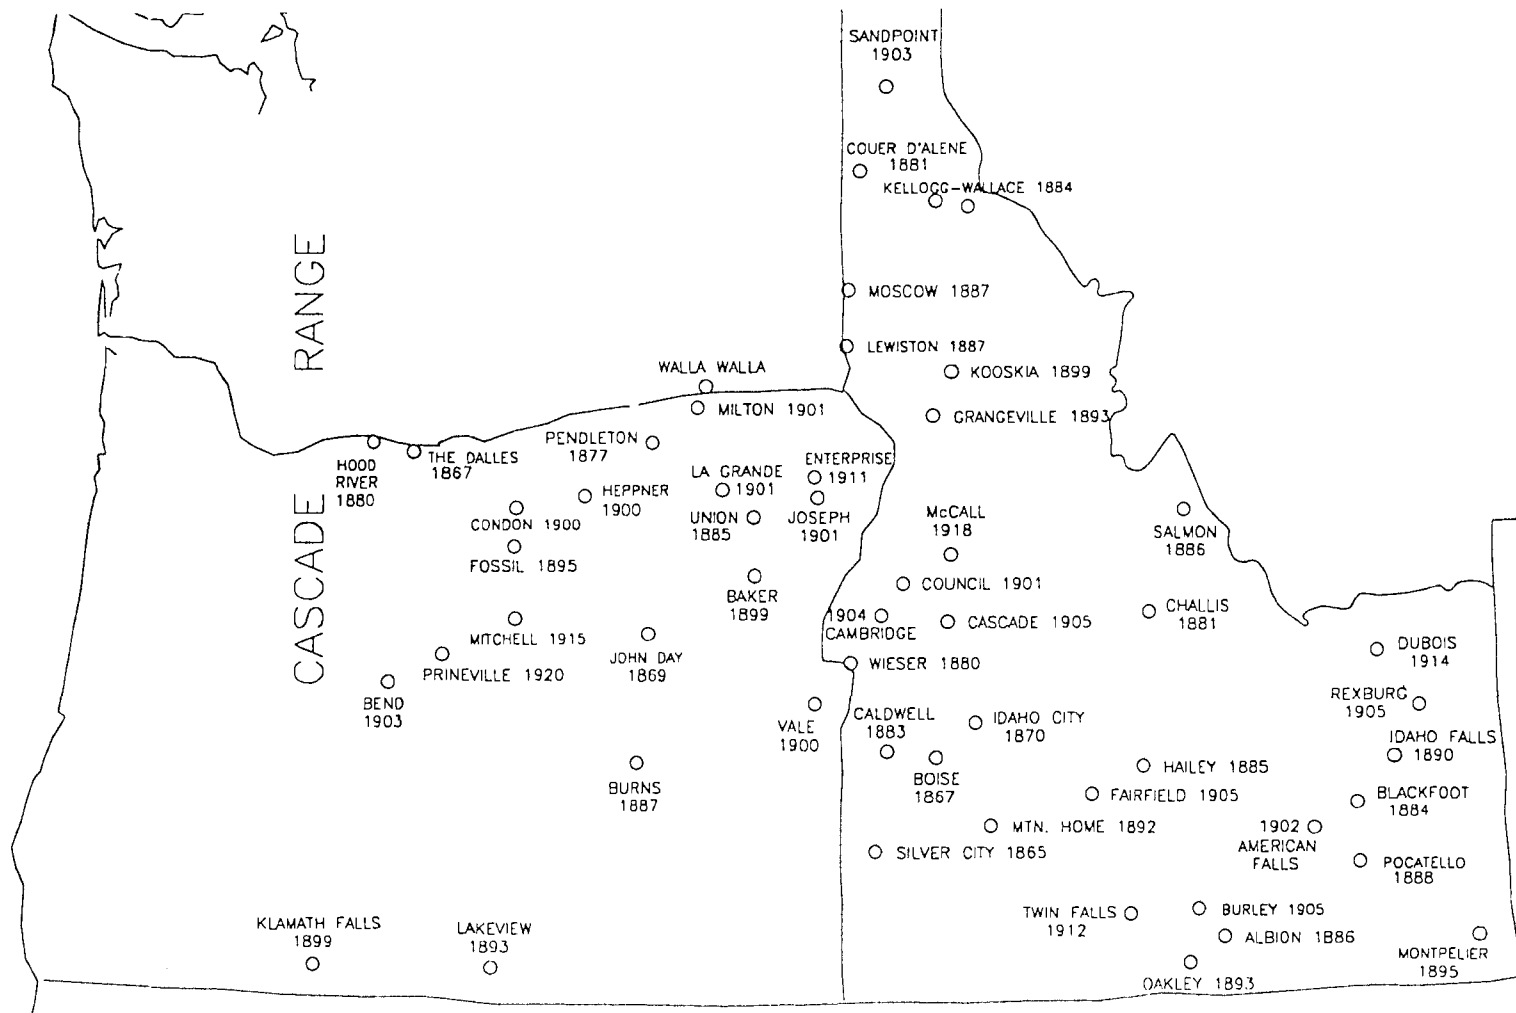 SANDPOINT
1903
COUER D'ALENE
1881
KELLOGG-WALLACE 1884
RANGE
MOSCOW 1887
LEWISTON 1887
WALLA WALLA
KOOSKIA 1899
MILTON 1901
GRANGEVILLE 1893
PENDLETON
1877
THE DALLES
1867
HOOD
RIVER
1880
LA GRANDE
1901
ENTERPRISE
1911
HEPPNER
1900
CONDON 1900
UNION
1885
JOSEPH
1901
McCALL
1918
SALMON
1886
CASCADE
FOSSIL 1895
BAKER
1899
COUNCIL 1901
1904
CAMBRIDGE
CASCADE 1905
CHALLIS
1881
MITCHELL 1915
JOHN DAY
1869
PRINEVILLE 1920
WIESER 1880
DUBOIS
1914
BEND
1903
REXBURG
1905
VALE
1900
CALDWELL
1883
IDAHO CITY
1870
IDAHO FALLS
1890
BURNS
1887
BOISE
1867
HAILEY 1885
FAIRFIELD 1905
BLACKFOOT
1884
MTN. HOME 1892
1902
AMERICAN
FALLS
SILVER CITY 1865
POCATELLO
1888
KLAMATH FALLS
1899
LAKEVIEW
1893
TWIN FALLS
1912
BURLEY 1905
ALBION 1886
MONTPELIER
1895
OAKLEY 1893